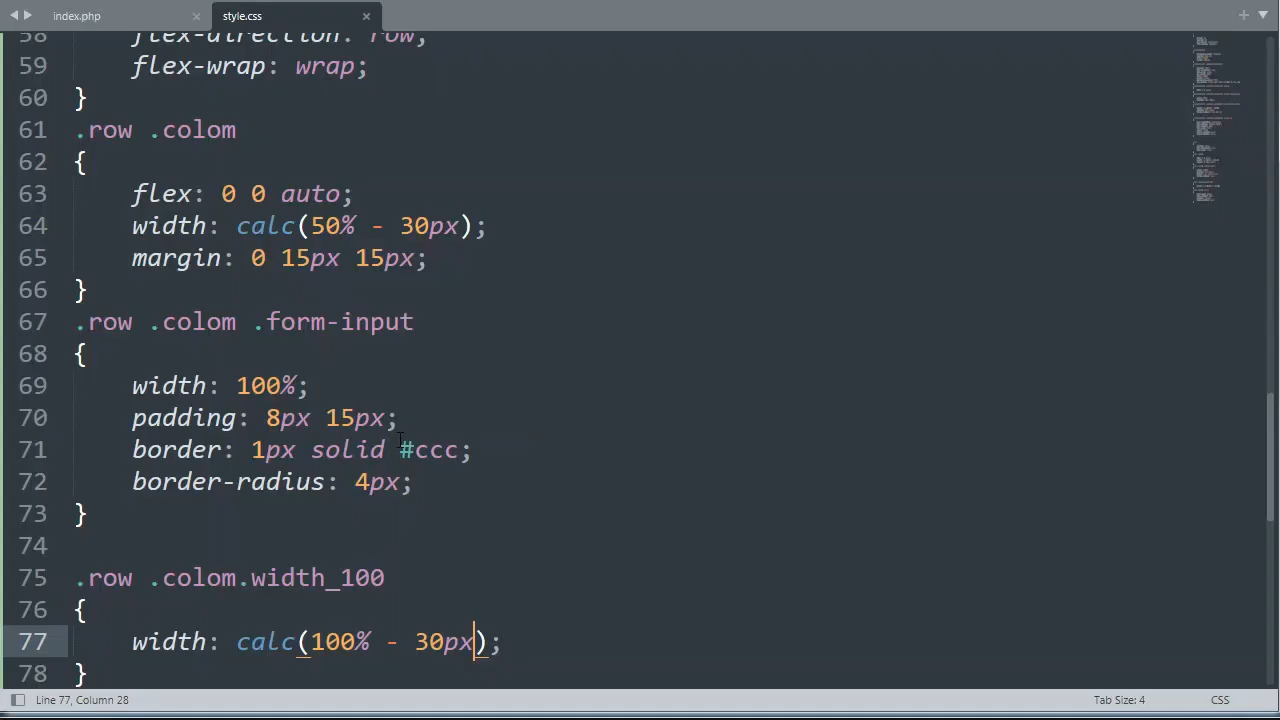 index.php
style.css
58 flex-direction: row;
59 flex-wrap: wrap;
60 }
61 .row .colom
62 {
63 flex: 0 0 auto;
64 width: calc(50% - 30px);
65 margin: 0 15px 15px;
66 }
67 .row .colom .form-input
68 {
69 width: 100%;
70 padding: 8px 15px;
71 border: 1px solid #ccc;
72 border-radius: 4px;
73 }
74
75 .row .colom.width_100
76 {
77 width: calc(100% - 30px);
78 }
Line 77, Column 28
Tab Size: 4
CSS